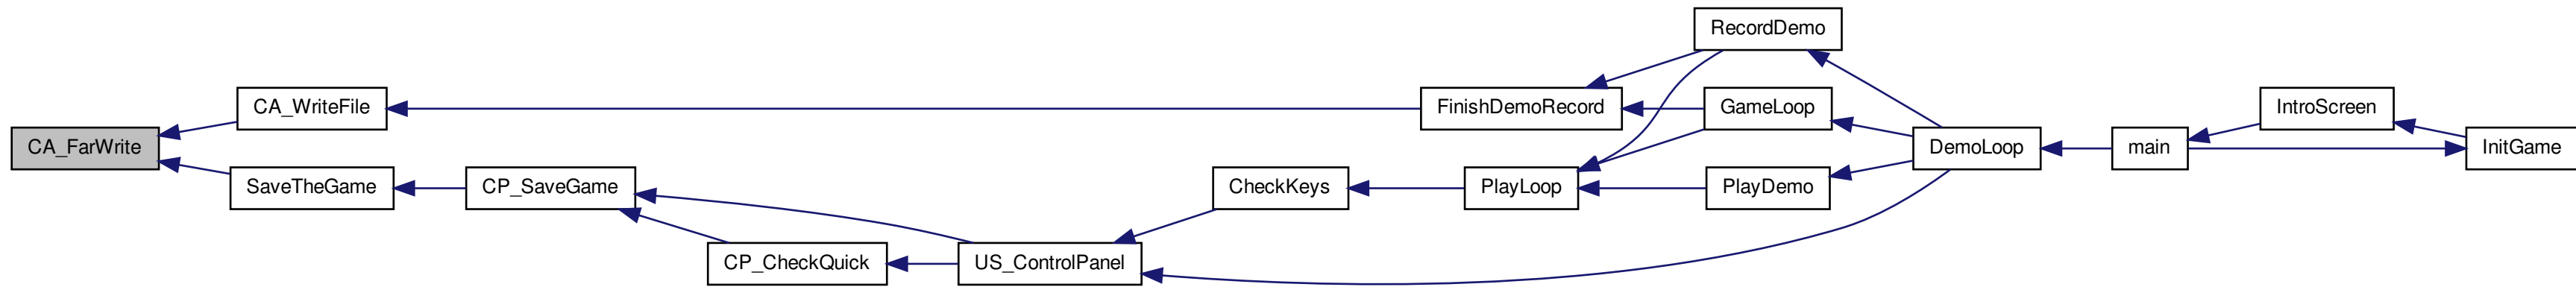 RecordDemo
CA_WriteFile
FinishDemoRecord
GameLoop
IntroScreen
CA_FarWrite
DemoLoop
main
InitGame
SaveTheGame
CP_SaveGame
CheckKeys
PlayLoop
PlayDemo
CP_CheckQuick
US_ControlPanel